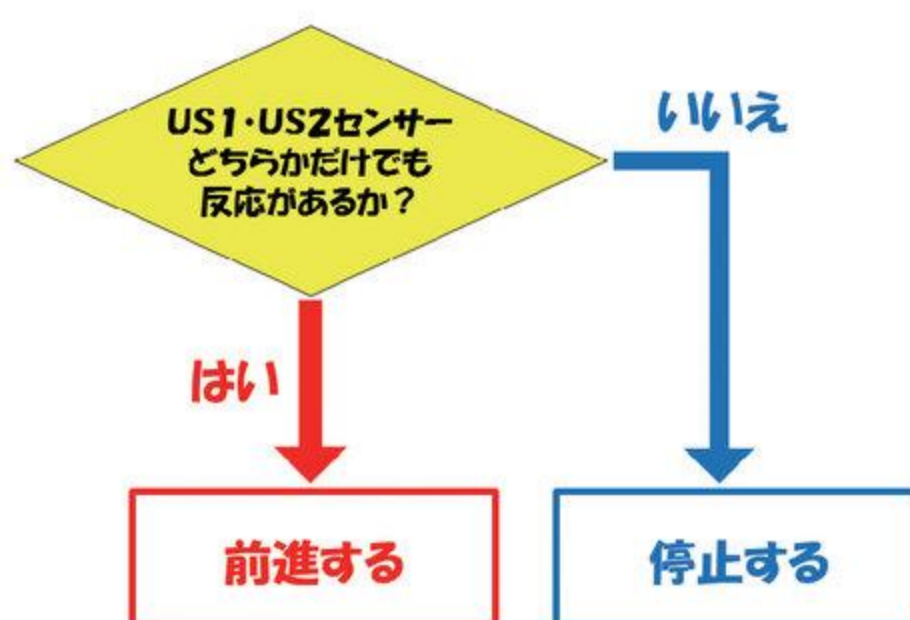 US1・US2センサー
どちらかだけでも
反応があるか？
いいえ
はい
前進する
停止する